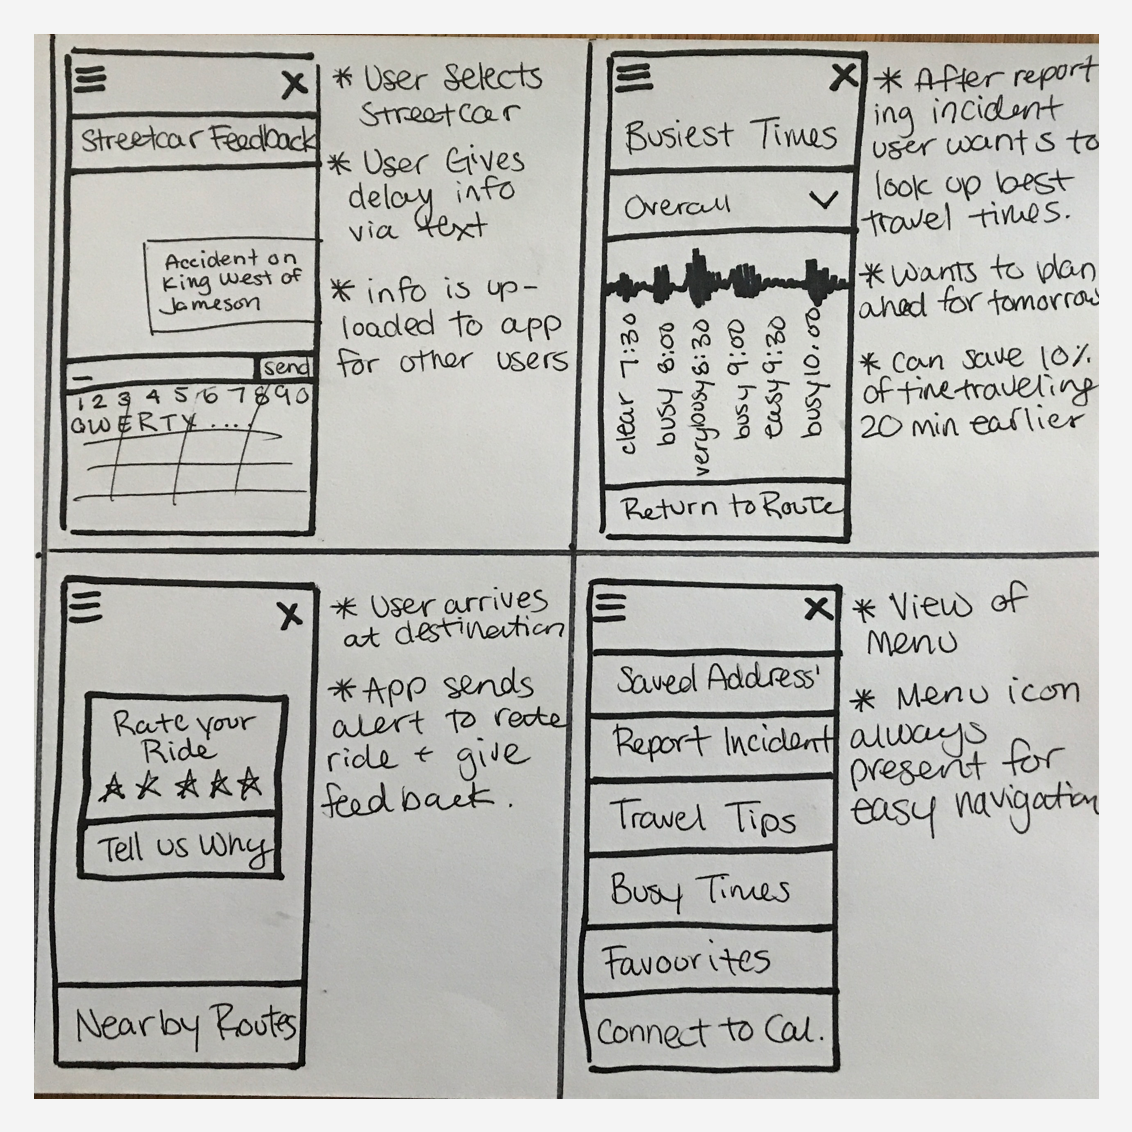 X
Streetcar Feedback
Accident on
King West of
Jameson
send
1 2 3 4 5 6 7 8 9 0
QWERTY....
* User Selects
Streetcar
* User Gives
delay info
via text
* info is up-
loaded to app
for other users
X
Busiest Times
Overall
clear 7:30
busy 8:00
verybusy 8:30
busy 9:00
easy 9:30
busy 10:00
Return to Route
* After report
ing incident
user wants to
look up best
travel times.
* Wants to plan
ahed for tomorrow
* Can save 10%
of time traveling
20 min earlier
X
Rate your
Ride
Tell us Why
Nearby Routes
* User arrives
at destination
* App sends
alert to rate
ride + give
feedback.
X
Saved Address'
Report Incident
Travel Tips
Busy Times
Favourites
Connect to Cal.
* View of
Menu
* Menu icon
always
present for
easy navigation